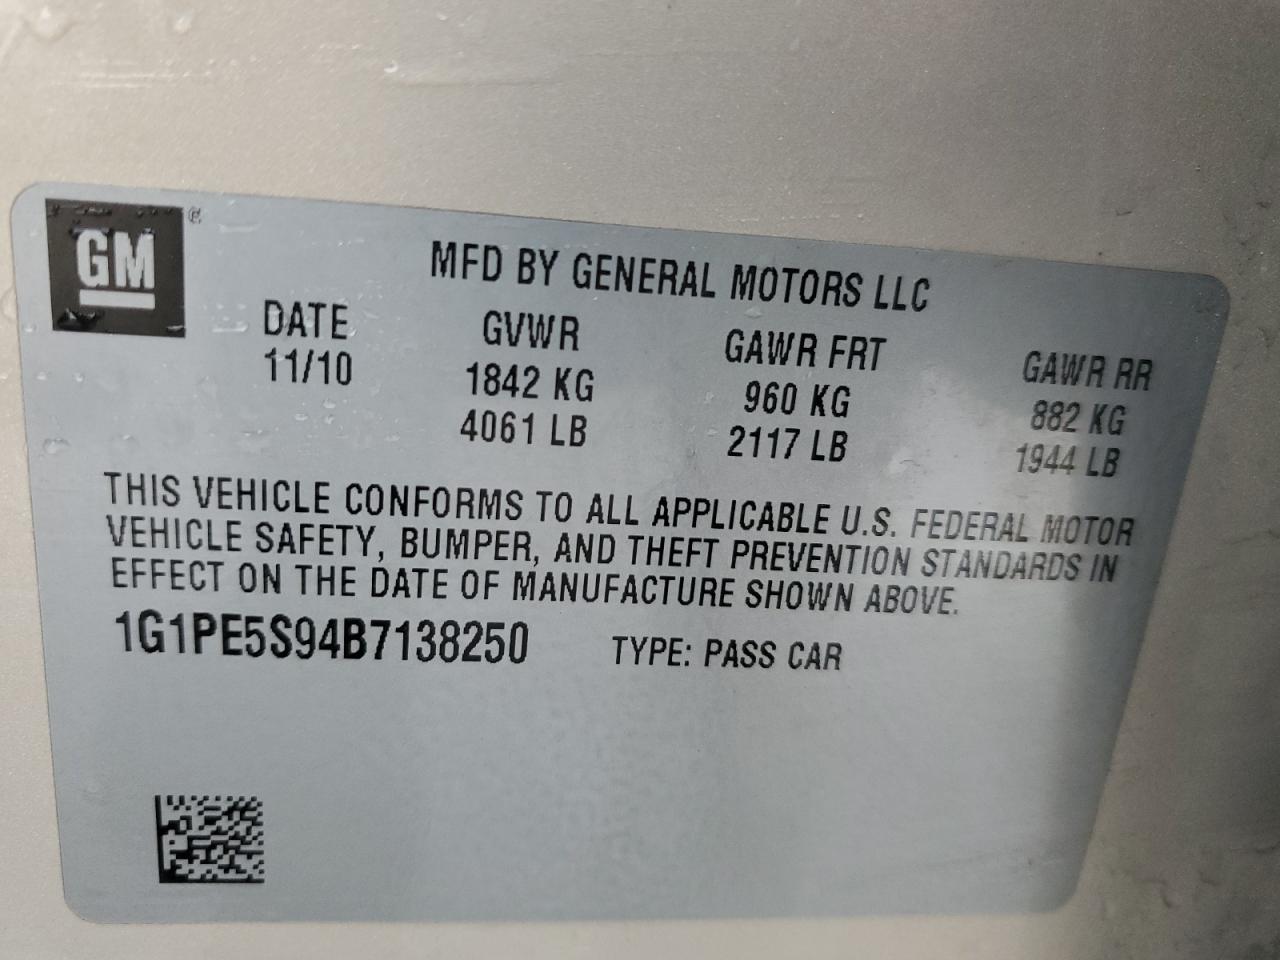 GM ®
MFD BY GENERAL MOTORS LLC
DATE GVWR GAWR FRT GAWR RR
11/10 1842 KG 960 KG 882 KG
4061 LB 2117 LB 1944 LB
THIS VEHICLE CONFORMS TO ALL APPLICABLE U.S. FEDERAL MOTOR
VEHICLE SAFETY, BUMPER, AND THEFT PREVENTION STANDARDS IN
EFFECT ON THE DATE OF MANUFACTURE SHOWN ABOVE.
1G1PE5S94B7138250 TYPE: PASS CAR